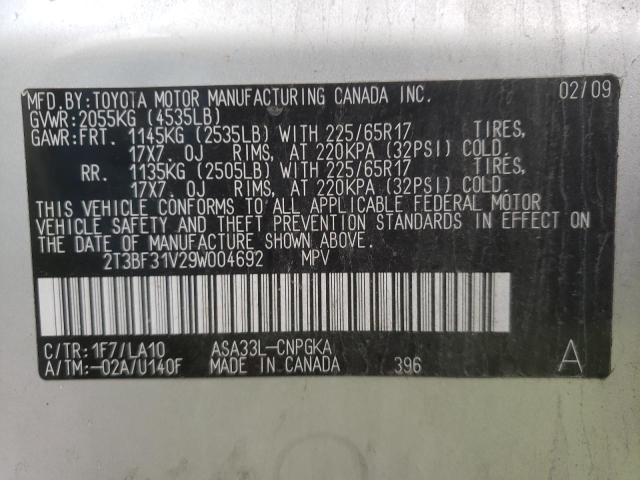 MFD.BY:TOYOTA MOTOR MANUFACTURING CANADA INC. 02/09
GVWR:2055KG (4535LB)
GAWR:FRT. 1145KG (2535LB) WITH 225/65R17 TIRES,
17X7. OJ RIMS, AT 220KPA (32PSI) COLD.
RR. 1135KG (2505LB) WITH 225/65R17 TIRES,
17X7. OJ RIMS, AT 220KPA (32PSI) COLD.
THIS VEHICLE CONFORMS TO ALL APPLICABLE FEDERAL MOTOR
VEHICLE SAFETY AND THEFT PREVENTION STANDARDS IN EFFECT ON
THE DATE OF MANUFACTURE SHOWN ABOVE.
2T3BF31V29W004692 MPV
C/TR:1F7/LA10 ASA33L-CNPGKA A
A/TM:-02A/U140F MADE IN CANADA 396